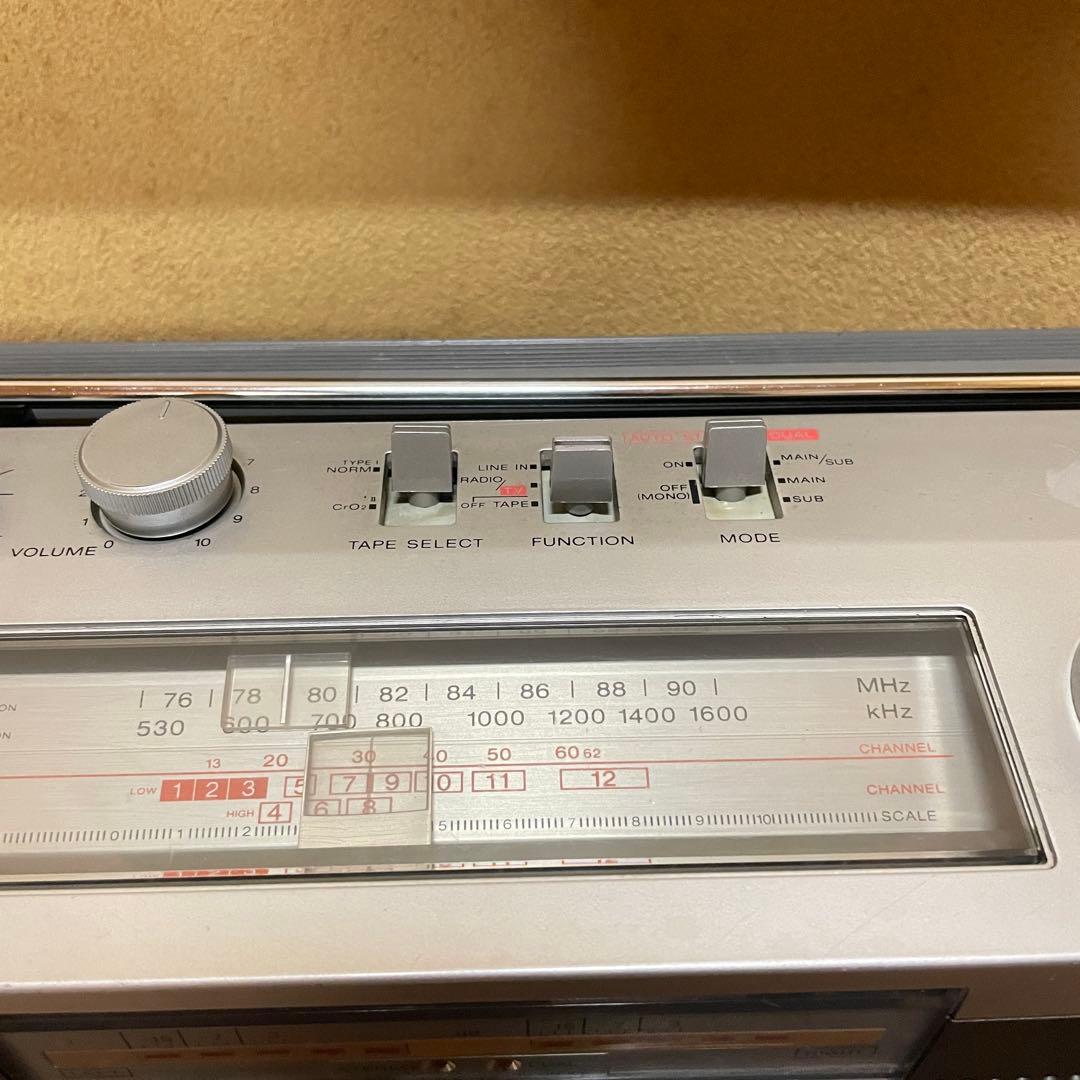 DUAL
TYPE I
NORM
II
CrO2
TAPE SELECT
LINE IN
RADIO/
TV
OFF TAPE
FUNCTION
ON
OFF
(MONO)
MAIN/SUB
MAIN
SUB
MODE
1 2 7 8 9
VOLUME 0 10
76 78 80 82 84 86 88 90 MHz
530 600 700 800 1000 1200 1400 1600 kHz
13 20 30 40 50 60 62 CHANNEL
LOW 1 2 3 5 7 9 10 11 12 CHANNEL
HIGH 4 6 8
0 1 2 5 6 7 8 9 10 SCALE